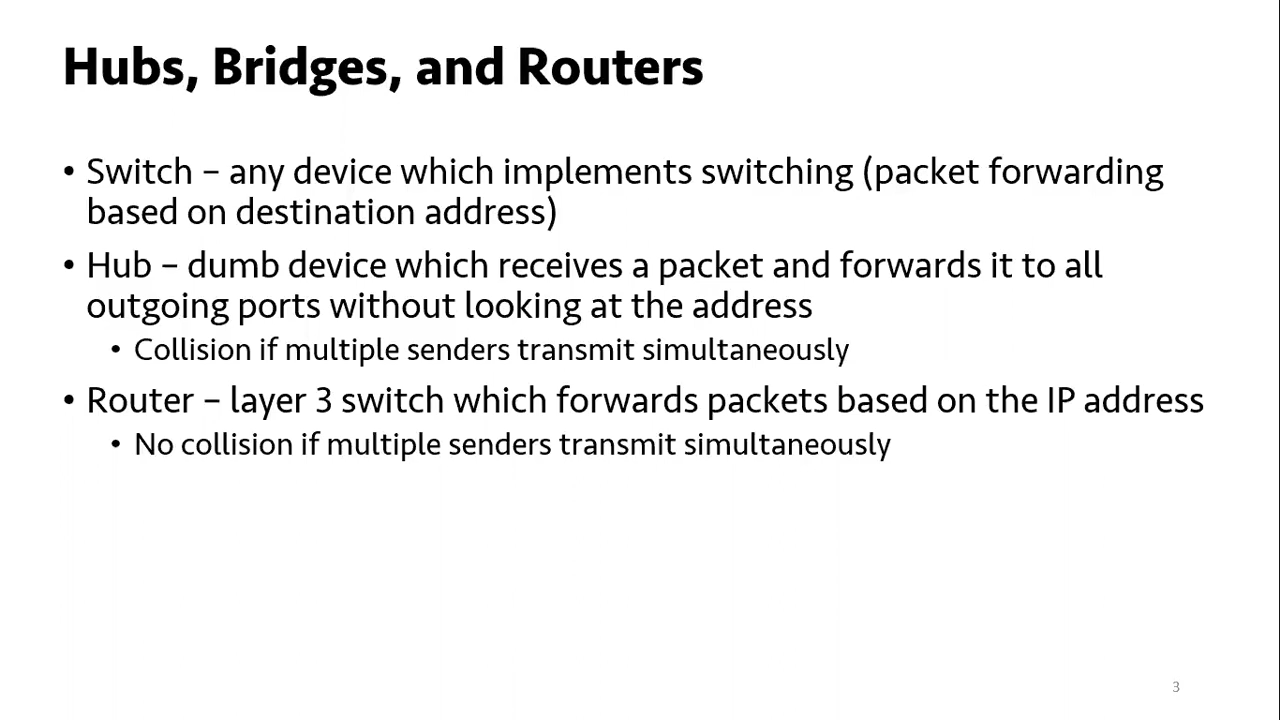 Hubs, Bridges, and Routers
• Switch – any device which implements switching (packet forwarding
based on destination address)
• Hub – dumb device which receives a packet and forwards it to all
outgoing ports without looking at the address
• Collision if multiple senders transmit simultaneously
• Router – layer 3 switch which forwards packets based on the IP address
• No collision if multiple senders transmit simultaneously
3